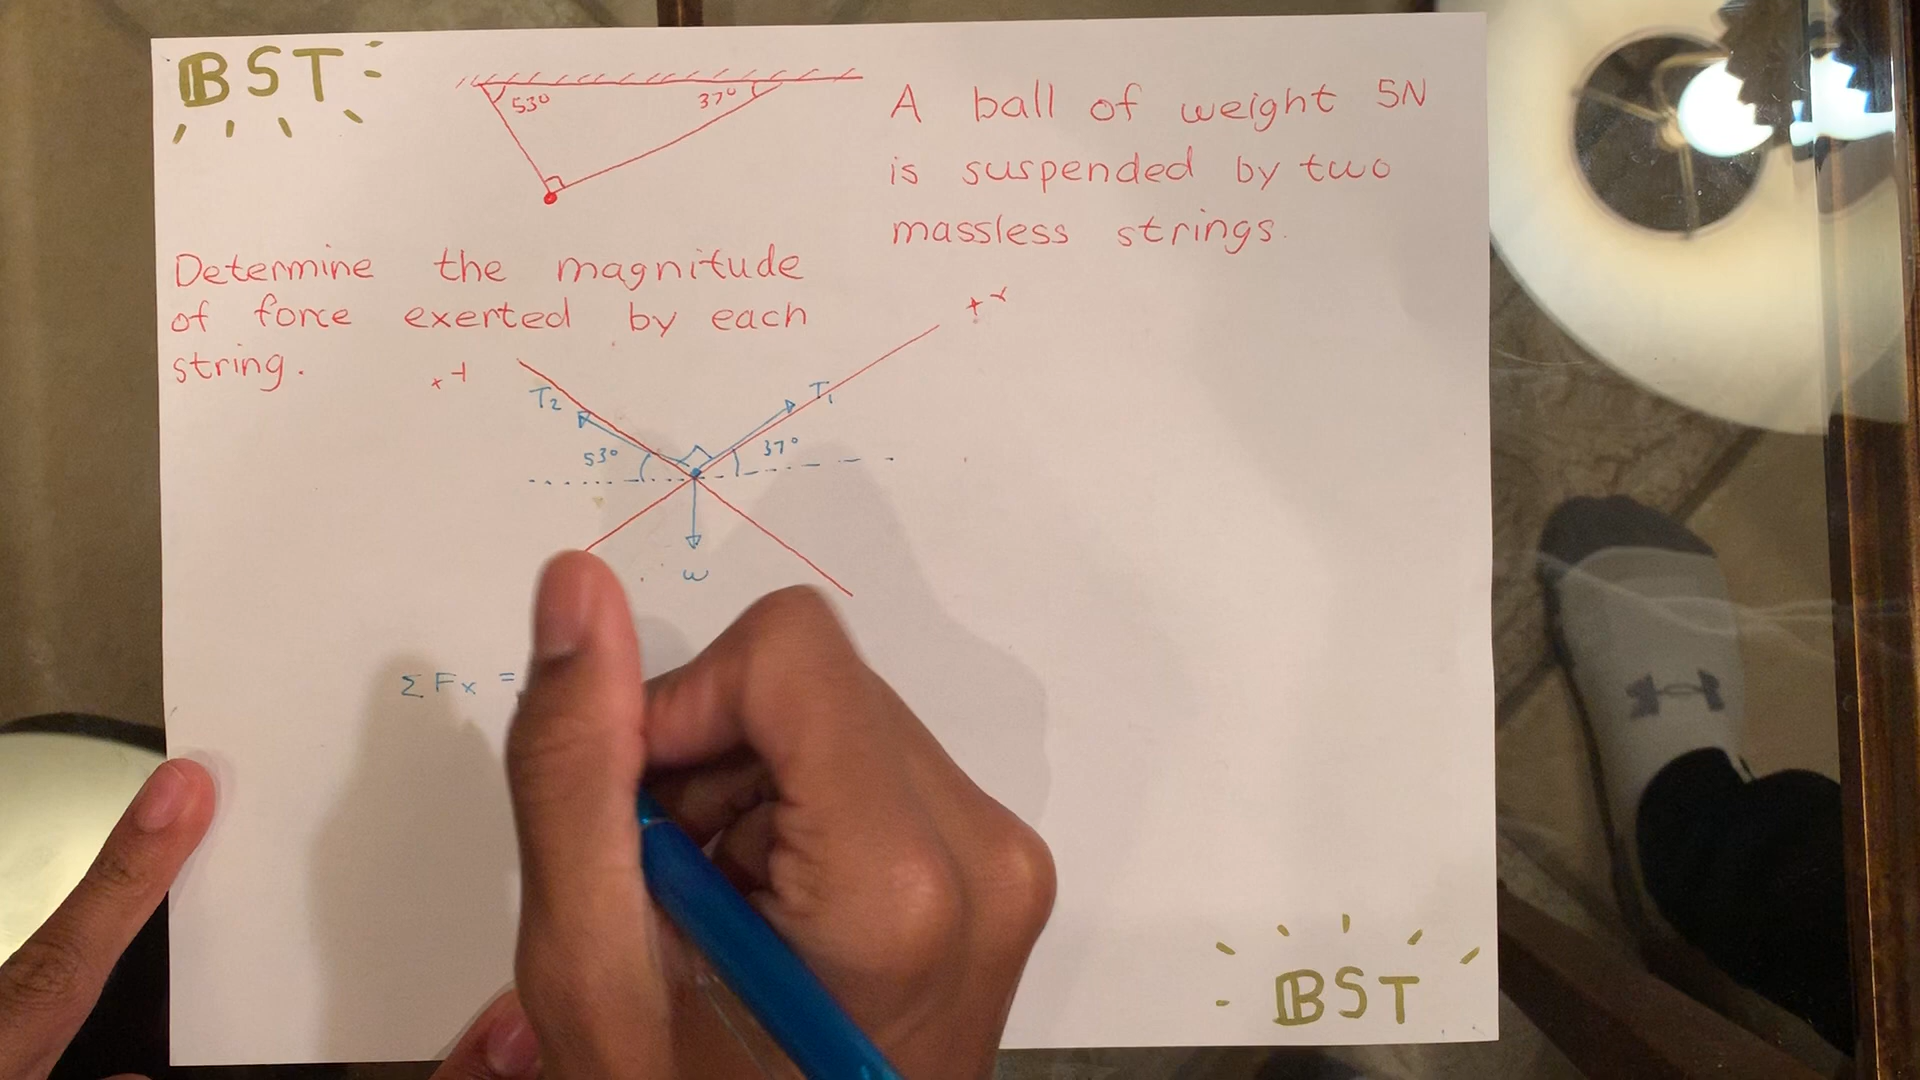 BST
53°
37°
A ball of weight 5N
is suspended by two
massless strings.
Determine the magnitude
of force exerted by each
string.
T₂
T₁
53°
37°
w
ΣFx =
BST